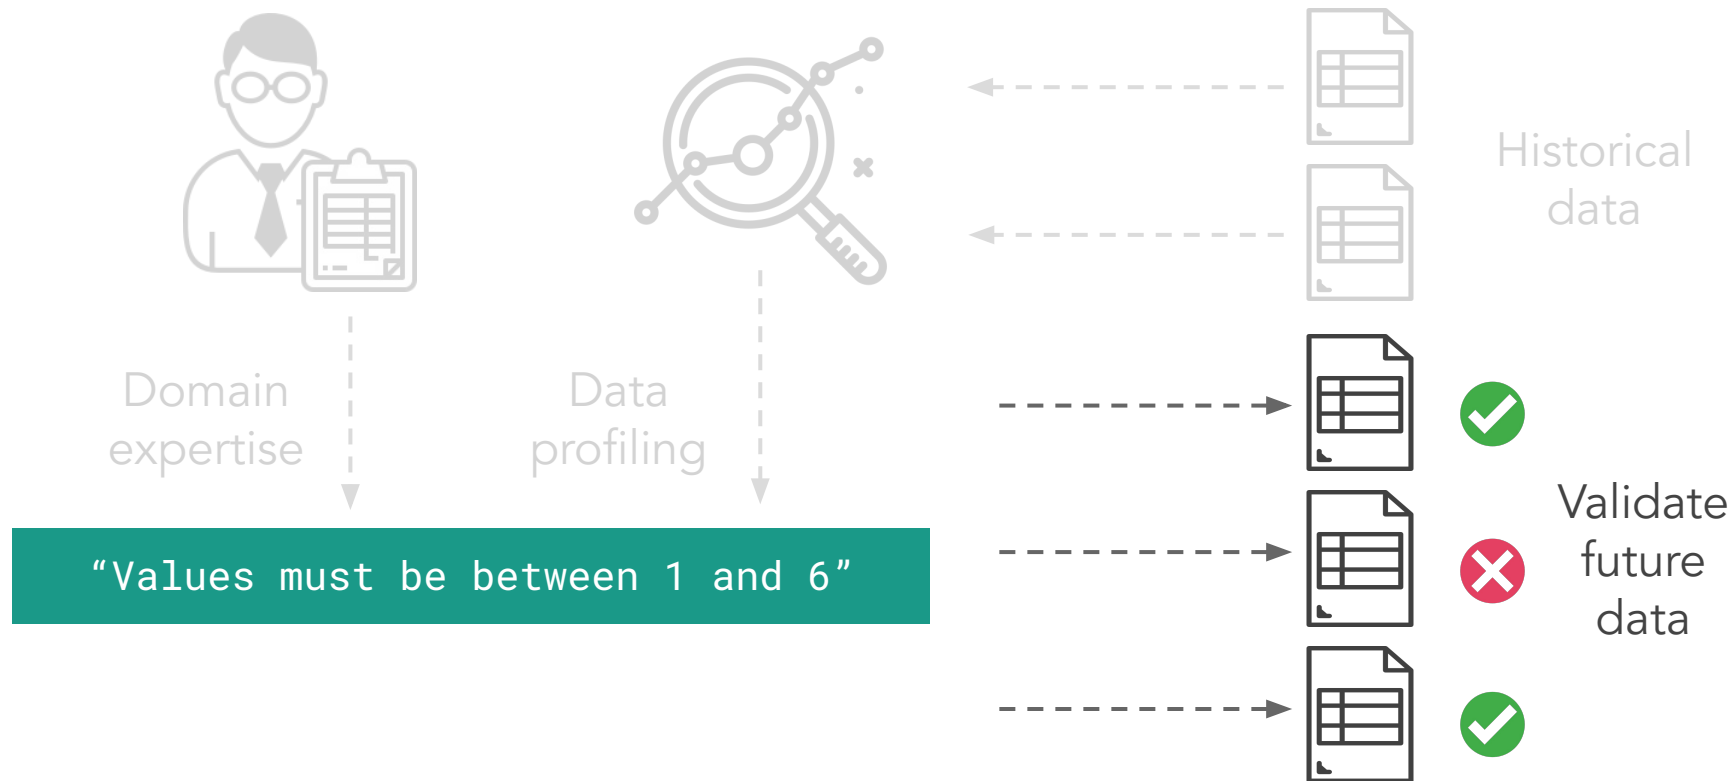 Historical
data
Domain
expertise
Data
profiling
“Values must be between 1 and 6”
Validate
future
data